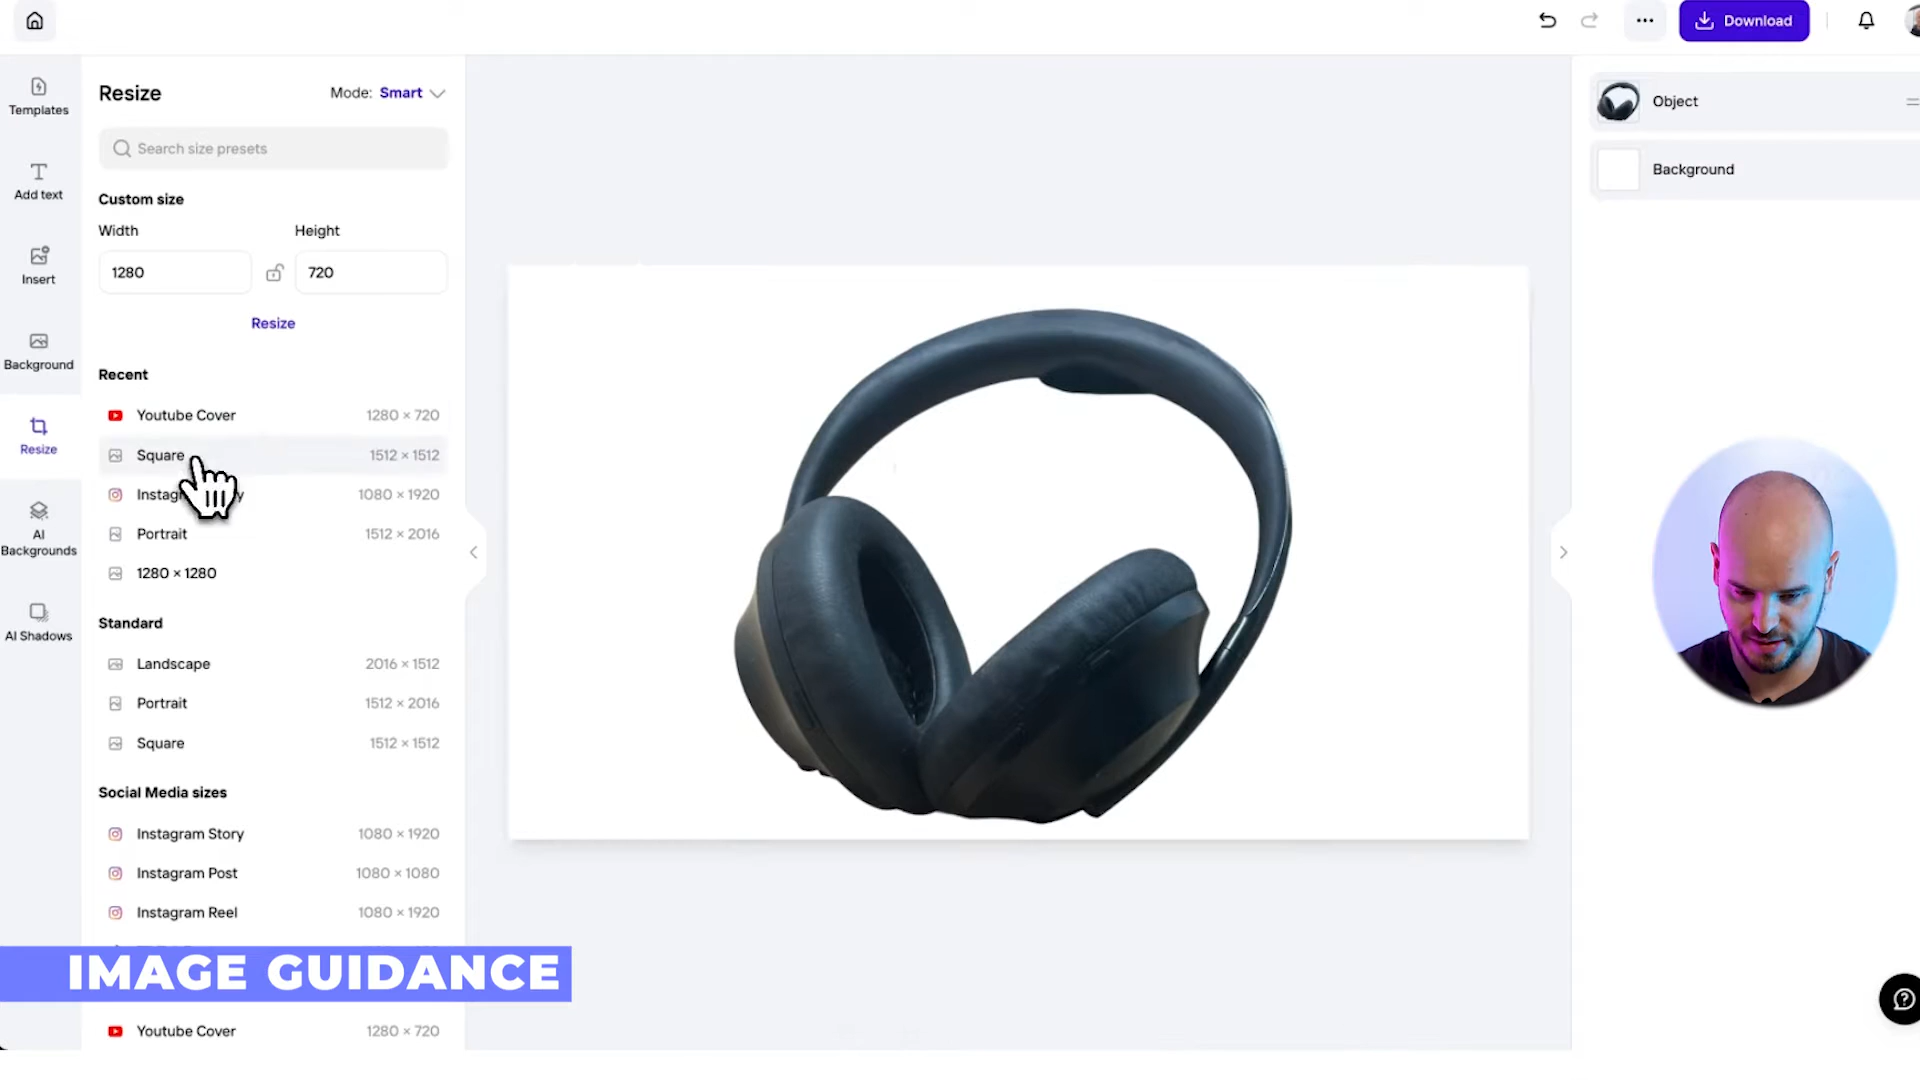 Download
Templates
Add text
Insert
Background
Resize
AI
Backgrounds
AI Shadows
Resize
Mode: Smart
Search size presets
Custom size
Width
Height
1280
720
Resize
Recent
Youtube Cover 1280 × 720
Square 1512 × 1512
1080 × 1920
Portrait 1512 × 2016
1280 × 1280
Standard
Landscape 2016 × 1512
Portrait 1512 × 2016
Square 1512 × 1512
Social Media sizes
Instagram Story 1080 × 1920
Instagram Post 1080 × 1080
Instagram Reel 1080 × 1920
IMAGE GUIDANCE
Youtube Cover 1280 × 720
Object
Background